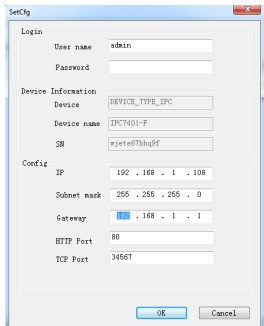 SetCfg
Login
User name admin
Password
Device Information
Device DEVICE_TYPE_IPC
Device name IPC7401-F
SN wjete67bhq9f
Config
IP 192 . 168 . 1 . 108
Subnet mask 255 . 255 . 255 . 0
Gateway 192 . 168 . 1 . 1
HTTP Port 80
TCP Port 34567
OK Cancel